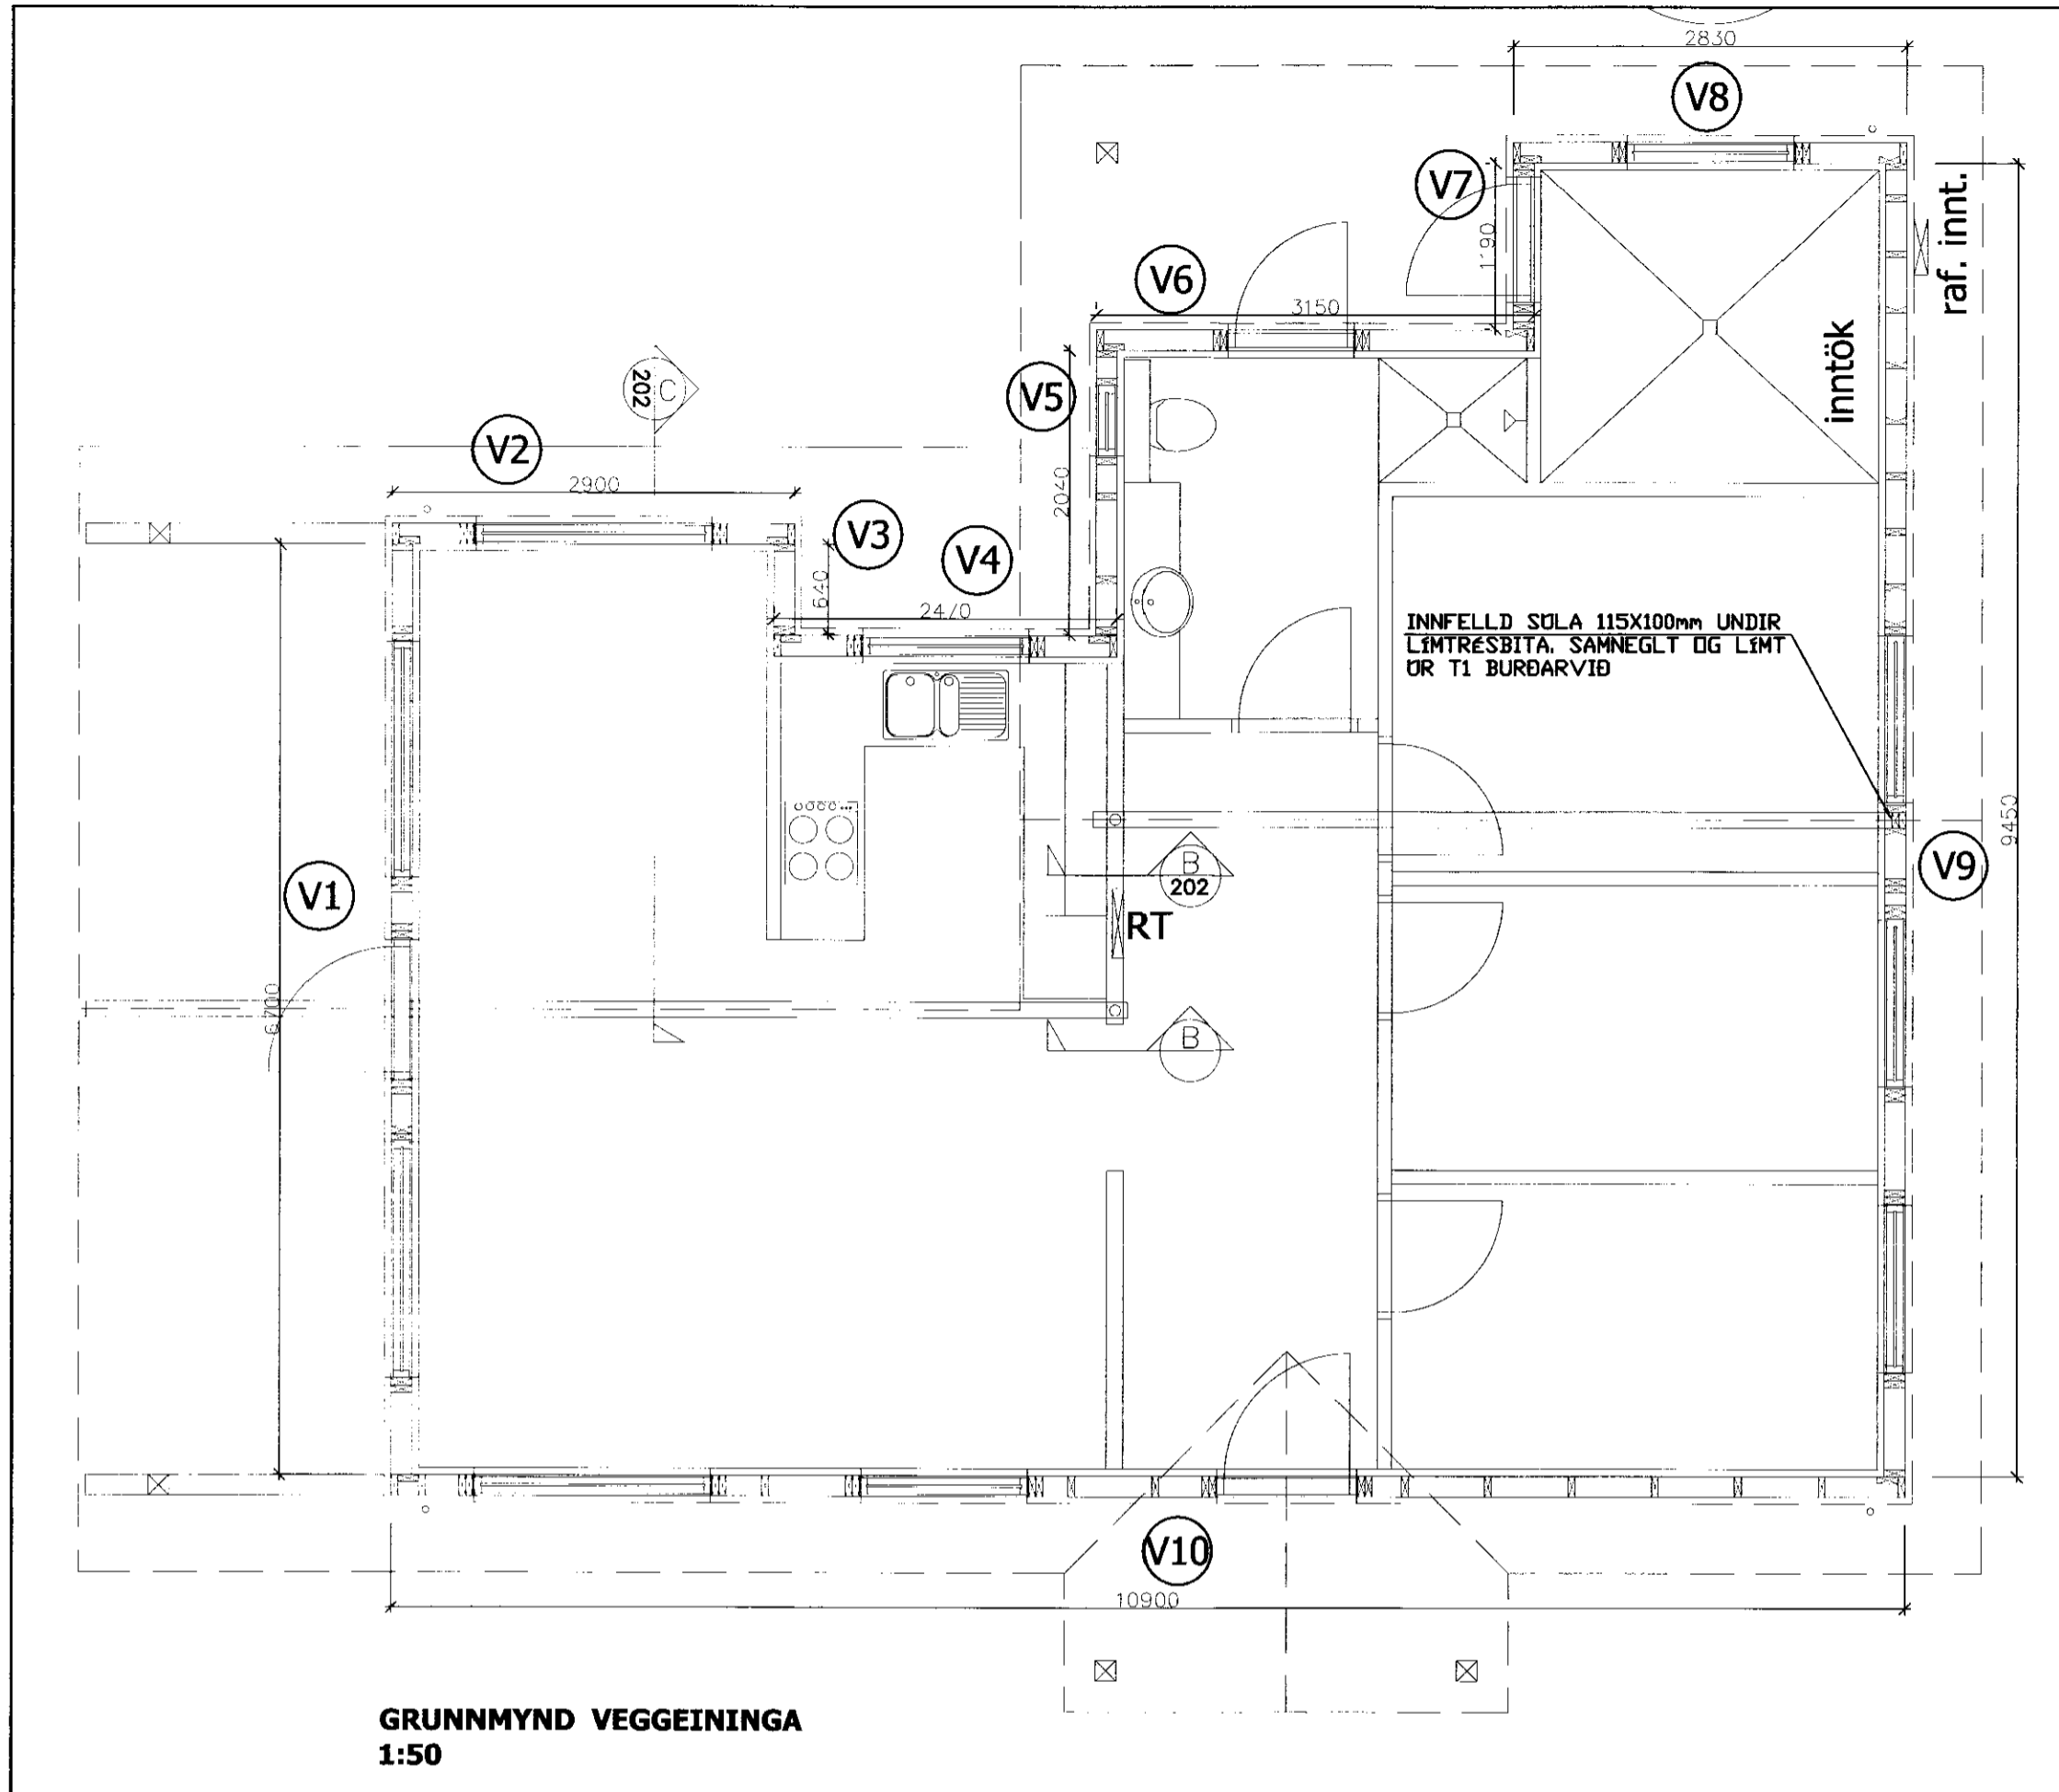 2830
V8
V7
1190
raf. innt.
V6
3150
inntök
V5
202
C
V2
2900
2040
V3
V4
640
2470
INNFELLD SÚLA 115X100mm UNDIR
LÍMTRÉSBITA. SAMNEGLT OG LÍMT
ÚR T1 BURÐARVIÐ
9450
V9
V1
B
202
RT
6700
B
V10
10900
GRUNNMYND VEGGEININGA
1:50